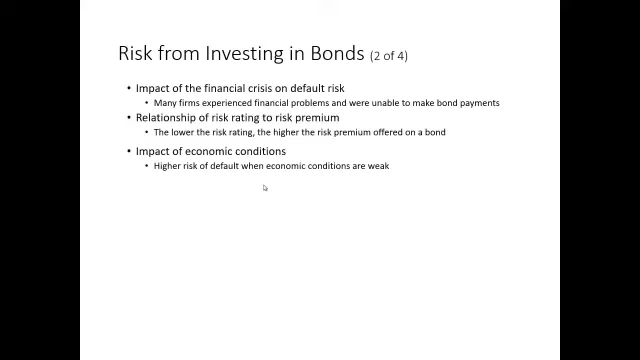 Risk from Investing in Bonds (2 of 4)
• Impact of the financial crisis on default risk
• Many firms experienced financial problems and were unable to make bond payments
• Relationship of risk rating to risk premium
• The lower the risk rating, the higher the risk premium offered on a bond
• Impact of economic conditions
• Higher risk of default when economic conditions are weak